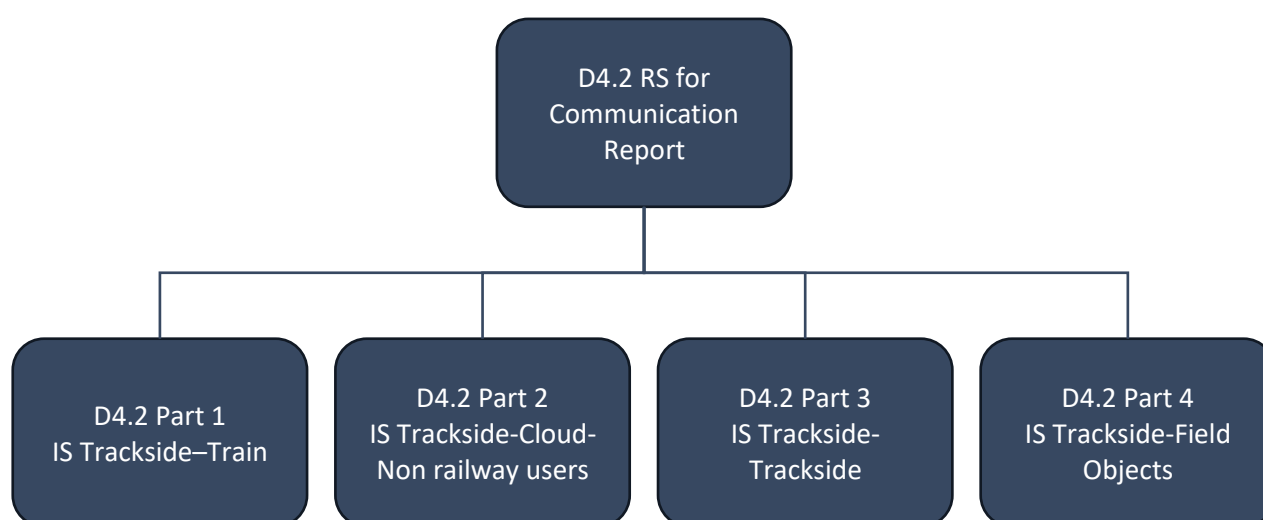 D4.2 RS for
Communication
Report
D4.2 Part 1
IS Trackside–Train
D4.2 Part 2
IS Trackside-Cloud-
Non railway users
D4.2 Part 3
IS Trackside-
Trackside
D4.2 Part 4
IS Trackside-Field
Objects